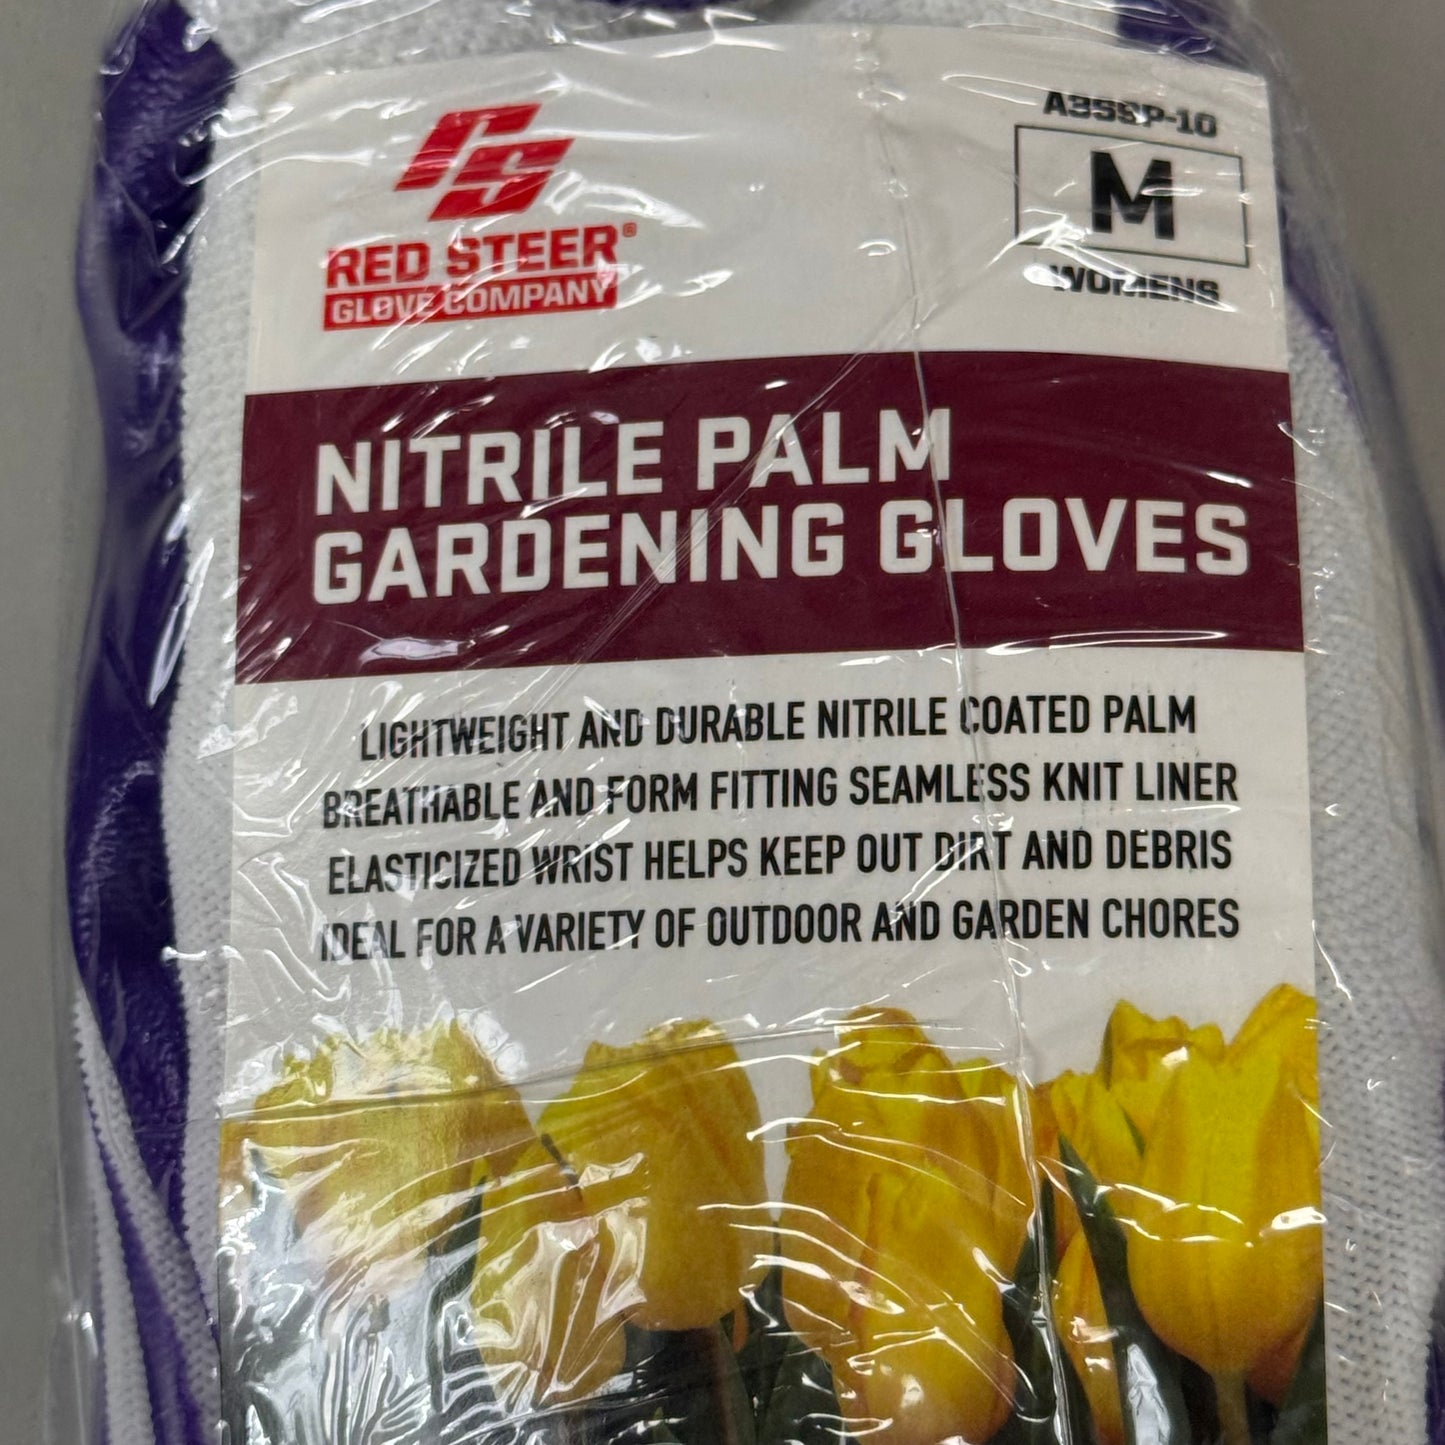 RS
RED STEER®
GLOVE COMPANY
A359P-10
M
WOMENS
NITRILE PALM
GARDENING GLOVES
LIGHTWEIGHT AND DURABLE NITRILE COATED PALM
BREATHABLE AND FORM FITTING SEAMLESS KNIT LINER
ELASTICIZED WRIST HELPS KEEP OUT DIRT AND DEBRIS
IDEAL FOR A VARIETY OF OUTDOOR AND GARDEN CHORES